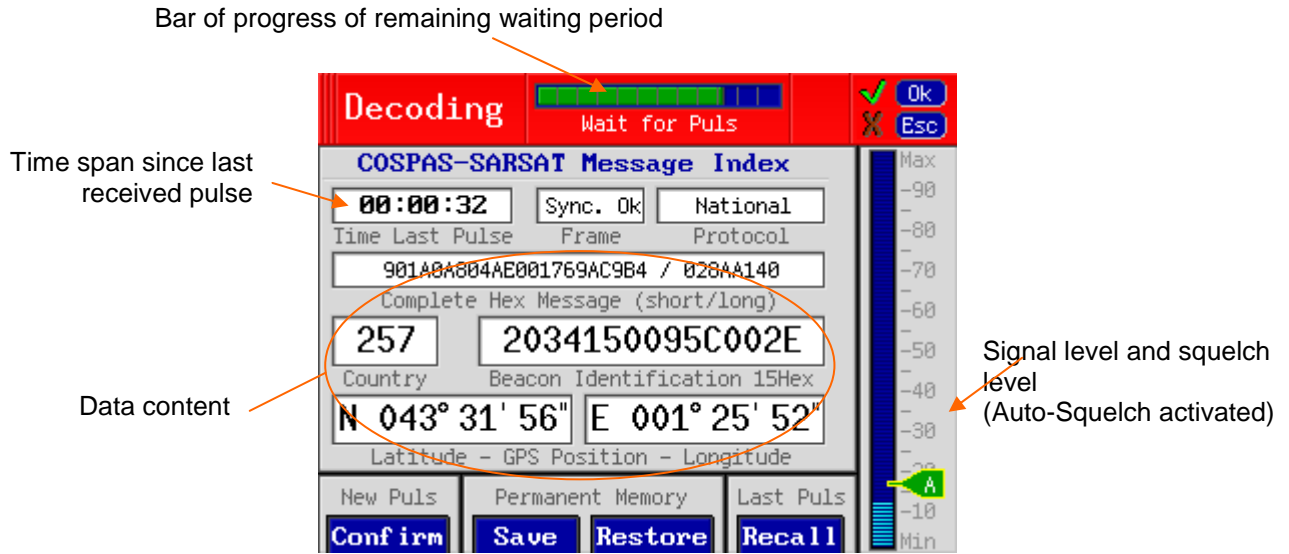 Bar of progress of remaining waiting period
Decoding
Wait for Puls
Ok
Esc
Time span since last
received pulse
COSPAS-SARSAT Message Index
00:00:32 Sync. Ok National
Time Last Pulse Frame Protocol
901A0A804AE001769AC9B4 / 028AA140
Complete Hex Message (short/long)
257 2034150095C002E
Country Beacon Identification 15Hex
N 043° 31' 56" E 001° 25' 52"
Latitude - GPS Position - Longitude
Data content
New Puls Permanent Memory Last Puls
Confirm Save Restore Recall
Max
-90
-80
-70
-60
-50
-40
-30
-20
A
-10
Min
Signal level and squelch
level
(Auto-Squelch activated)